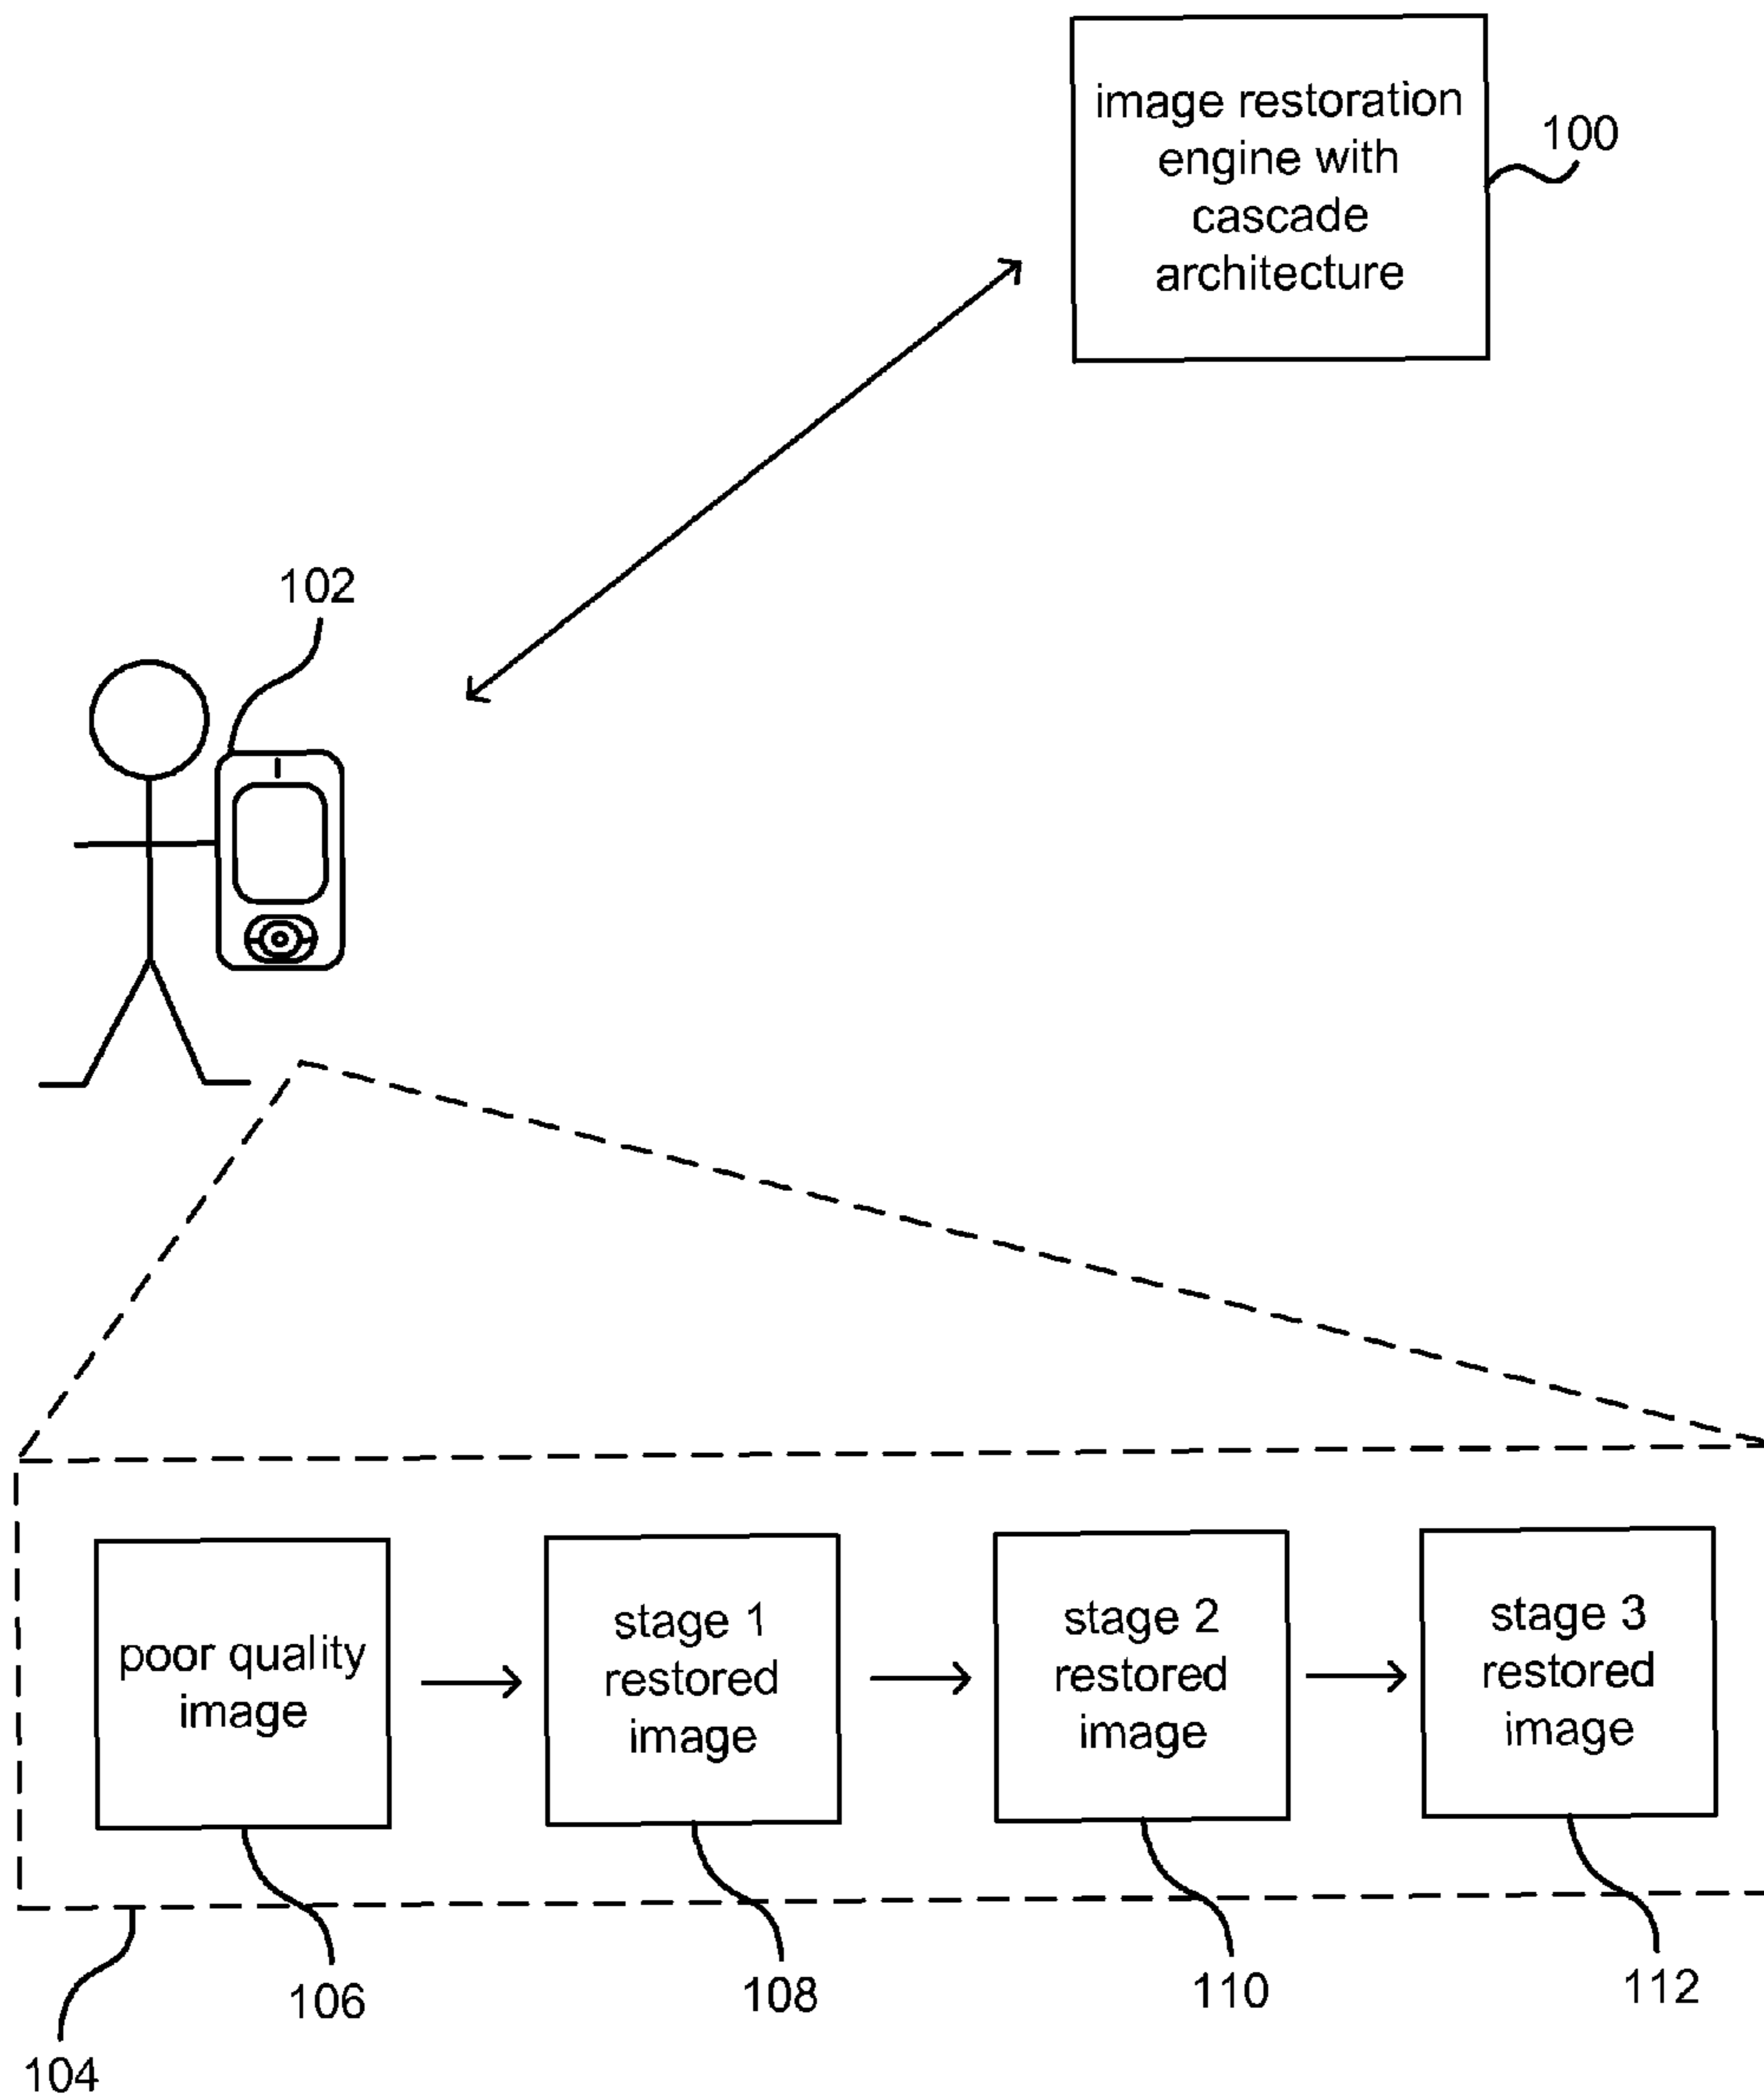 image restoration
engine with
cascade
architecture
100
102
poor quality
image
stage 1
restored
image
stage 2
restored
image
stage 3
restored
image
106
108
110
112
104